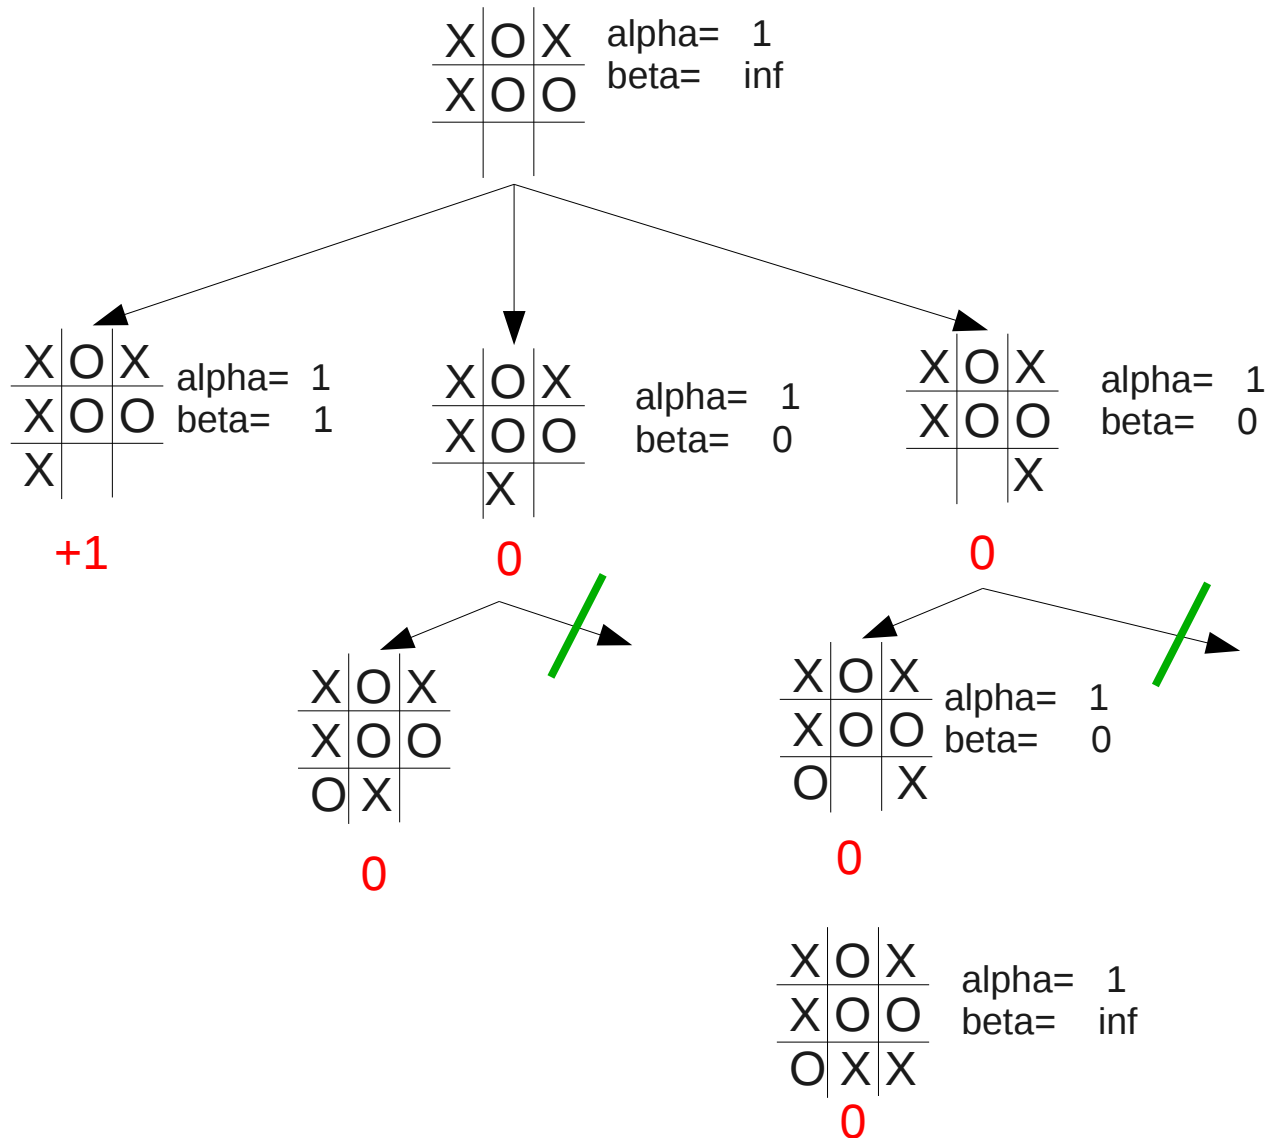 X O X
X O O
alpha= 1
beta= inf
X O X
X O O
X
alpha= 1
beta= 1
+1
X O X
X O O
X
alpha= 1
beta= 0
0
X O X
X O O
X
alpha= 1
beta= 0
0
X O X
X O O
O X
0
X O X
X O O
O X
alpha= 1
beta= 0
0
X O X
X O O
O X X
alpha= 1
beta= inf
0